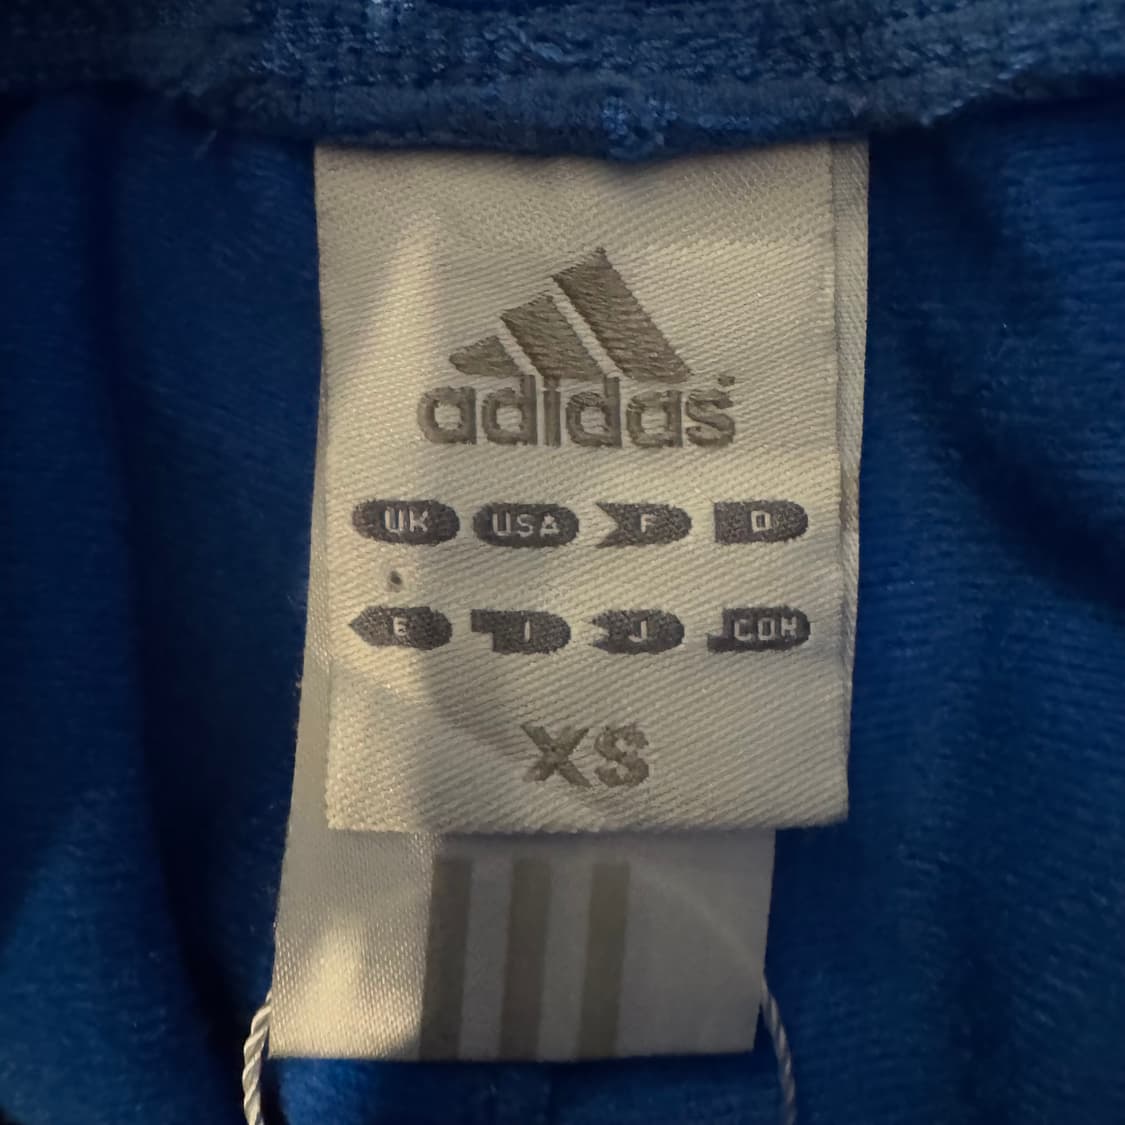 adidas
UK USA F D
E I J COM
XS